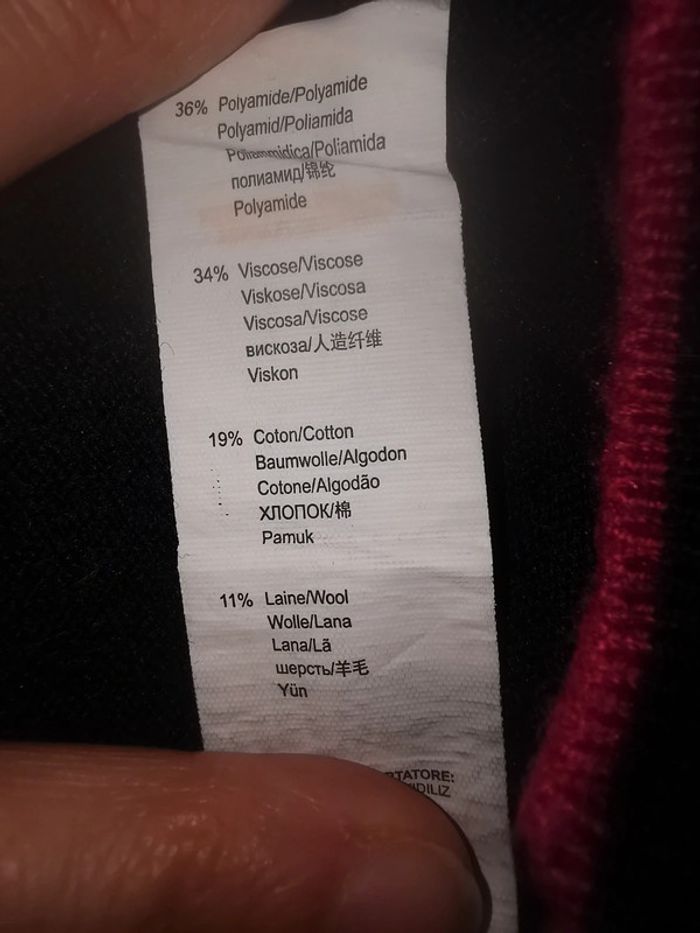 36% Polyamide/Polyamide
Polyamid/Poliamida
Poliammidica/Poliamida
полиамид/锦纶
Polyamide
34% Viscose/Viscose
Viskose/Viscosa
Viscosa/Viscose
вискоза/人造纤维
Viskon
19% Coton/Cotton
Baumwolle/Algodon
Cotone/Algodão
ХЛОПОК/棉
Pamuk
11% Laine/Wool
Wolle/Lana
Lana/Lã
шерсть/羊毛
Yün